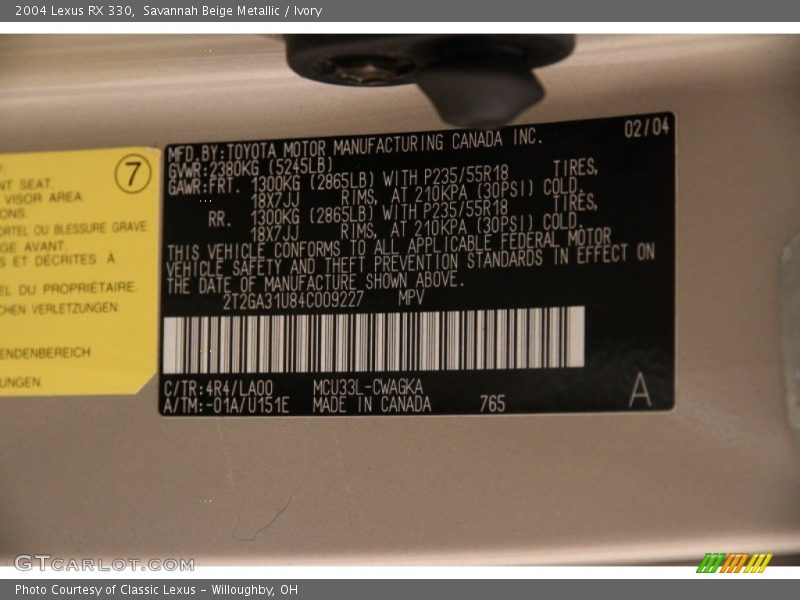 2004 Lexus RX 330,  Savannah Beige Metallic / Ivory
7
NT SEAT.
VISOR AREA.
ONS.
ORTEL OU BLESSURE GRAVE
GE AVANT.
S ET DÉCRITES À
EL DU PROPRIÉTAIRE.
CHEN VERLETZUNGEN
ENDENBEREICH
UNGEN.
MFD.BY:TOYOTA MOTOR MANUFACTURING CANADA INC. 02/04
GVWR:2380KG (5245LB)
GAWR:FRT. 1300KG (2865LB) WITH P235/55R18 TIRES,
18X7JJ RIMS, AT 210KPA (30PSI) COLD.
RR. 1300KG (2865LB) WITH P235/55R18 TIRES,
18X7JJ RIMS, AT 210KPA (30PSI) COLD.
THIS VEHICLE CONFORMS TO ALL APPLICABLE FEDERAL MOTOR
VEHICLE SAFETY AND THEFT PREVENTION STANDARDS IN EFFECT ON
THE DATE OF MANUFACTURE SHOWN ABOVE.
2T2GA31U84C009227 MPV
C/TR:4R4/LA00 MCU33L-CWAGKA
A/TM:-01A/U151E MADE IN CANADA 765 A
GTCARLOT.COM
Photo Courtesy of Classic Lexus - Willoughby, OH